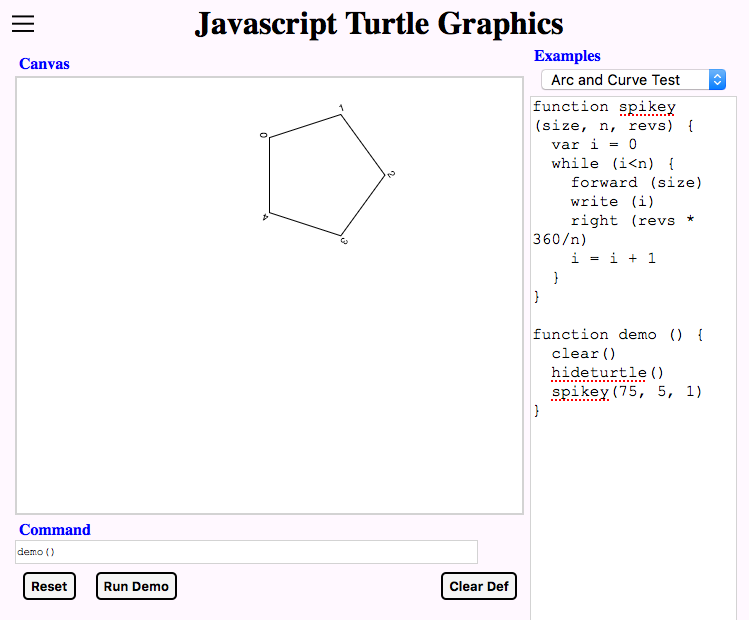 Javascript Turtle Graphics
Canvas
Examples
Arc and Curve Test
1
0
2
4
3
function spikey
(size, n, revs) {
var i = 0
while (i<n) {
forward (size)
write (i)
right (revs *
360/n)
i = i + 1
}
}
function demo () {
clear()
hideturtle()
spikey(75, 5, 1)
}
Command
demo()
Reset
Run Demo
Clear Def